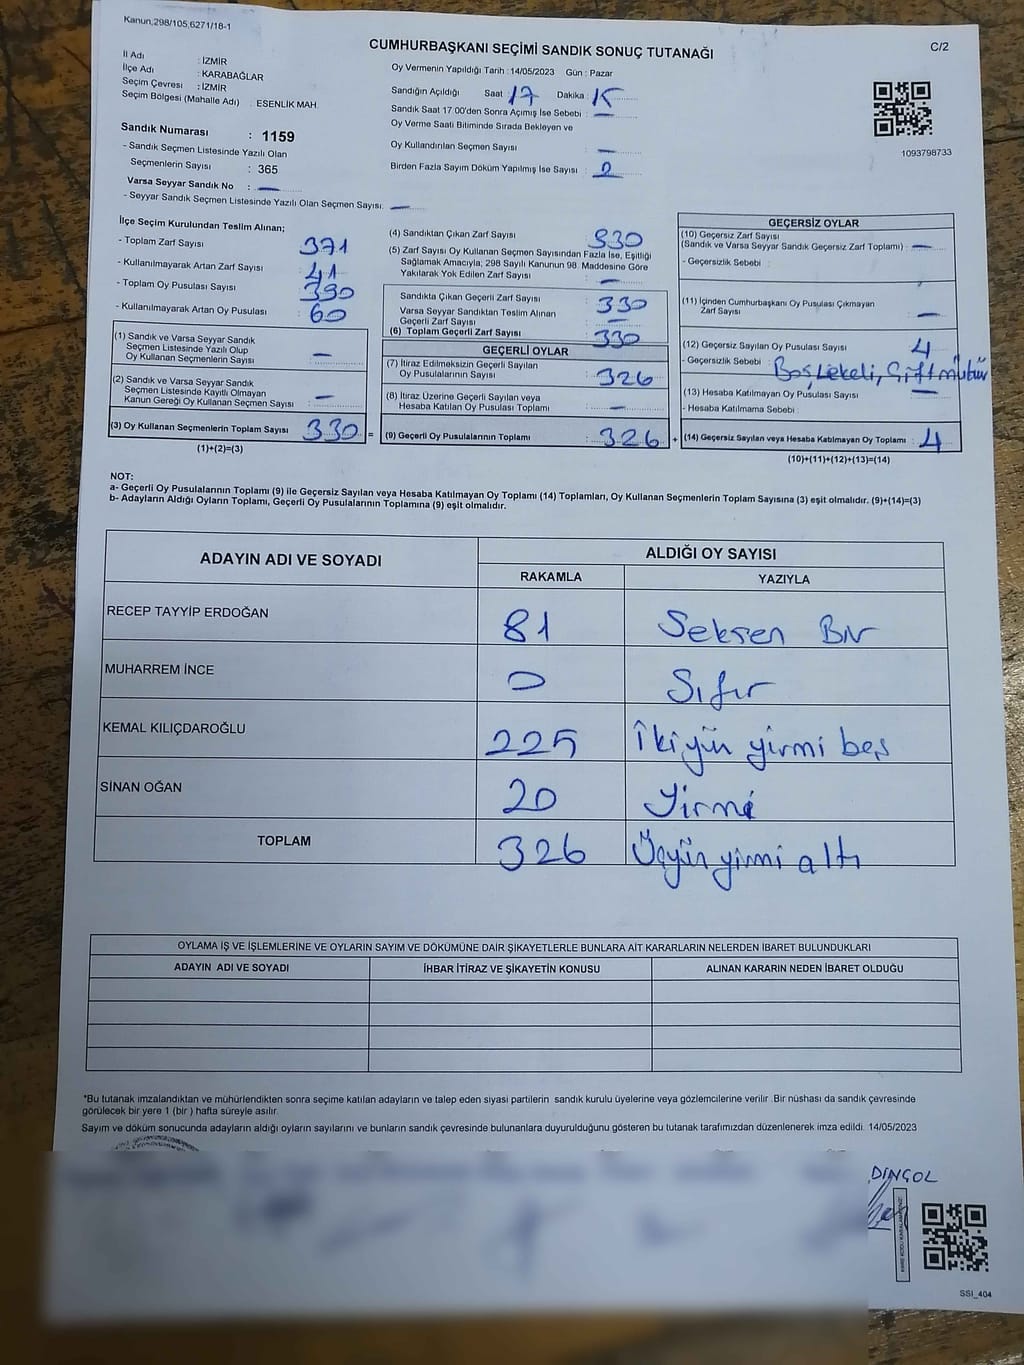 Kanun,298/105,6271/18-1
CUMHURBAŞKANI SEÇİMİ SANDIK SONUÇ TUTANAĞI
C/2
İl Adı : İZMİR
İlçe Adı : KARABAĞLAR
Seçim Çevresi : İZMİR
Seçim Bölgesi (Mahalle Adı) : ESENLİK MAH.
Sandık Numarası : 1159
- Sandık Seçmen Listesinde Yazılı Olan
Seçmenlerin Sayısı : 365
Varsa Seyyar Sandık No : —
- Seyyar Sandık Seçmen Listesinde Yazılı Olan Seçmen Sayısı: —
Oy Vermenin Yapıldığı Tarih : 14/05/2023 Gün : Pazar
Sandığın Açıldığı Saat 17 Dakika : 15
Sandık Saat 17.00'den Sonra Açımış İse Sebebi : —
Oy Verme Saati Bitiminde Sırada Bekleyen ve
Oy Kullandırılan Seçmen Sayısı : —
Birden Fazla Sayım Döküm Yapılmış İse Sayısı : 2
1093798733
İlçe Seçim Kurulundan Teslim Alınan;
- Toplam Zarf Sayısı : 371
- Kullanılmayarak Artan Zarf Sayısı : 41
- Toplam Oy Pusulası Sayısı : 390
- Kullanılmayarak Artan Oy Pusulası : 60
(1) Sandık ve Varsa Seyyar Sandık
Seçmen Listesinde Yazılı Olup
Oy Kullanan Seçmenlerin Sayısı : —
(2) Sandık ve Varsa Seyyar Sandık
Seçmen Listesinde Kayıtlı Olmayan
Kanun Gereği Oy Kullanan Seçmen Sayısı : —
(3) Oy Kullanan Seçmenlerin Toplam Sayısı : 330 =
(1)+(2)=(3)
(4) Sandıktan Çıkan Zarf Sayısı : 330
(5) Zarf Sayısı Oy Kullanan Seçmen Sayısından Fazla İse, Eşitliği
Sağlamak Amacıyla; 298 Sayılı Kanunun 98. Maddesine Göre
Yakılarak Yok Edilen Zarf Sayısı : —
Sandıkta Çıkan Geçerli Zarf Sayısı : 330
Varsa Seyyar Sandıktan Teslim Alınan
Geçerli Zarf Sayısı : —
(6) Toplam Geçerli Zarf Sayısı : 330
GEÇERLİ OYLAR
(7) İtiraz Edilmeksizin Geçerli Sayılan
Oy Pusulalarının Sayısı : 326
(8) İtiraz Üzerine Geçerli Sayılan veya
Hesaba Katılan Oy Pusulası Toplamı : —
(9) Geçerli Oy Pusulalarının Toplamı : 326 +
GEÇERSİZ OYLAR
(10) Geçersiz Zarf Sayısı
(Sandık ve Varsa Seyyar Sandık Geçersiz Zarf Toplamı) : —
- Geçersizlik Sebebi :
(11) İçinden Cumhurbaşkanı Oy Pusulası Çıkmayan
Zarf Sayısı : —
(12) Geçersiz Sayılan Oy Pusulası Sayısı : 4
- Geçersizlik Sebebi : Boş, Lekeli, Çift mühür
(13) Hesaba Katılmayan Oy Pusulası Sayısı : —
- Hesaba Katılmama Sebebi :
(14) Geçersiz Sayılan veya Hesaba Katılmayan Oy Toplamı : 4
(10)+(11)+(12)+(13)=(14)
NOT:
a- Geçerli Oy Pusulalarının Toplamı (9) ile Geçersiz Sayılan veya Hesaba Katılmayan Oy Toplamı (14) Toplamları, Oy Kullanan Seçmenlerin Toplam Sayısına (3) eşit olmalıdır. (9)+(14)=(3)
b- Adayların Aldığı Oyların Toplamı, Geçerli Oy Pusulalarının Toplamına (9) eşit olmalıdır.
ADAYIN ADI VE SOYADI ALDIĞI OY SAYISI
RAKAMLA YAZIYLA
RECEP TAYYİP ERDOĞAN 81 Seksen Bir
MUHARREM İNCE 0 Sıfır
KEMAL KILIÇDAROĞLU 225 İkiyüz yirmi beş
SİNAN OĞAN 20 Yirmi
TOPLAM 326 Üçyüz yirmi altı
OYLAMA İŞ VE İŞLEMLERİNE VE OYLARIN SAYIM VE DÖKÜMÜNE DAİR ŞİKAYETLERLE BUNLARA AİT KARARLARIN NELERDEN İBARET BULUNDUKLARI
ADAYIN ADI VE SOYADI İHBAR İTİRAZ VE ŞİKAYETİN KONUSU ALINAN KARARIN NEDEN İBARET OLDUĞU
*Bu tutanak imzalandıktan ve mühürlendikten sonra seçime katılan adayların ve talep eden siyasi partilerin sandık kurulu üyelerine veya gözlemcilerine verilir. Bir nüshası da sandık çevresinde
görülecek bir yere 1 (bir) hafta süreyle asılır.
Sayım ve döküm sonucunda adayların aldığı oyların sayılarını ve bunların sandık çevresinde bulunanlara duyurulduğunu gösteren bu tutanak tarafımızdan düzenlenerek imza edildi. 14/05/2023
DİNÇOL
SSI_404